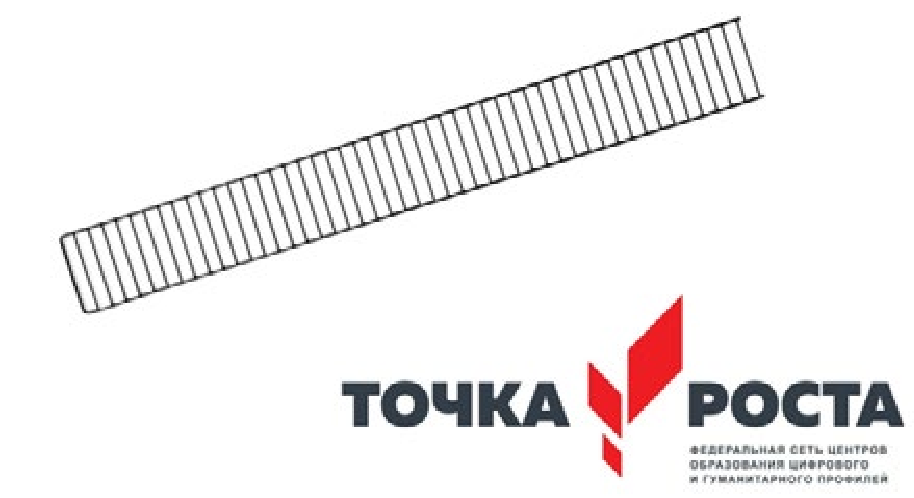 ТОЧКА РОСТА
ФЕДЕРАЛЬНАЯ СЕТЬ ЦЕНТРОВ
ОБРАЗОВАНИЯ ЦИФРОВОГО
И ГУМАНИТАРНОГО ПРОФИЛЕЙ